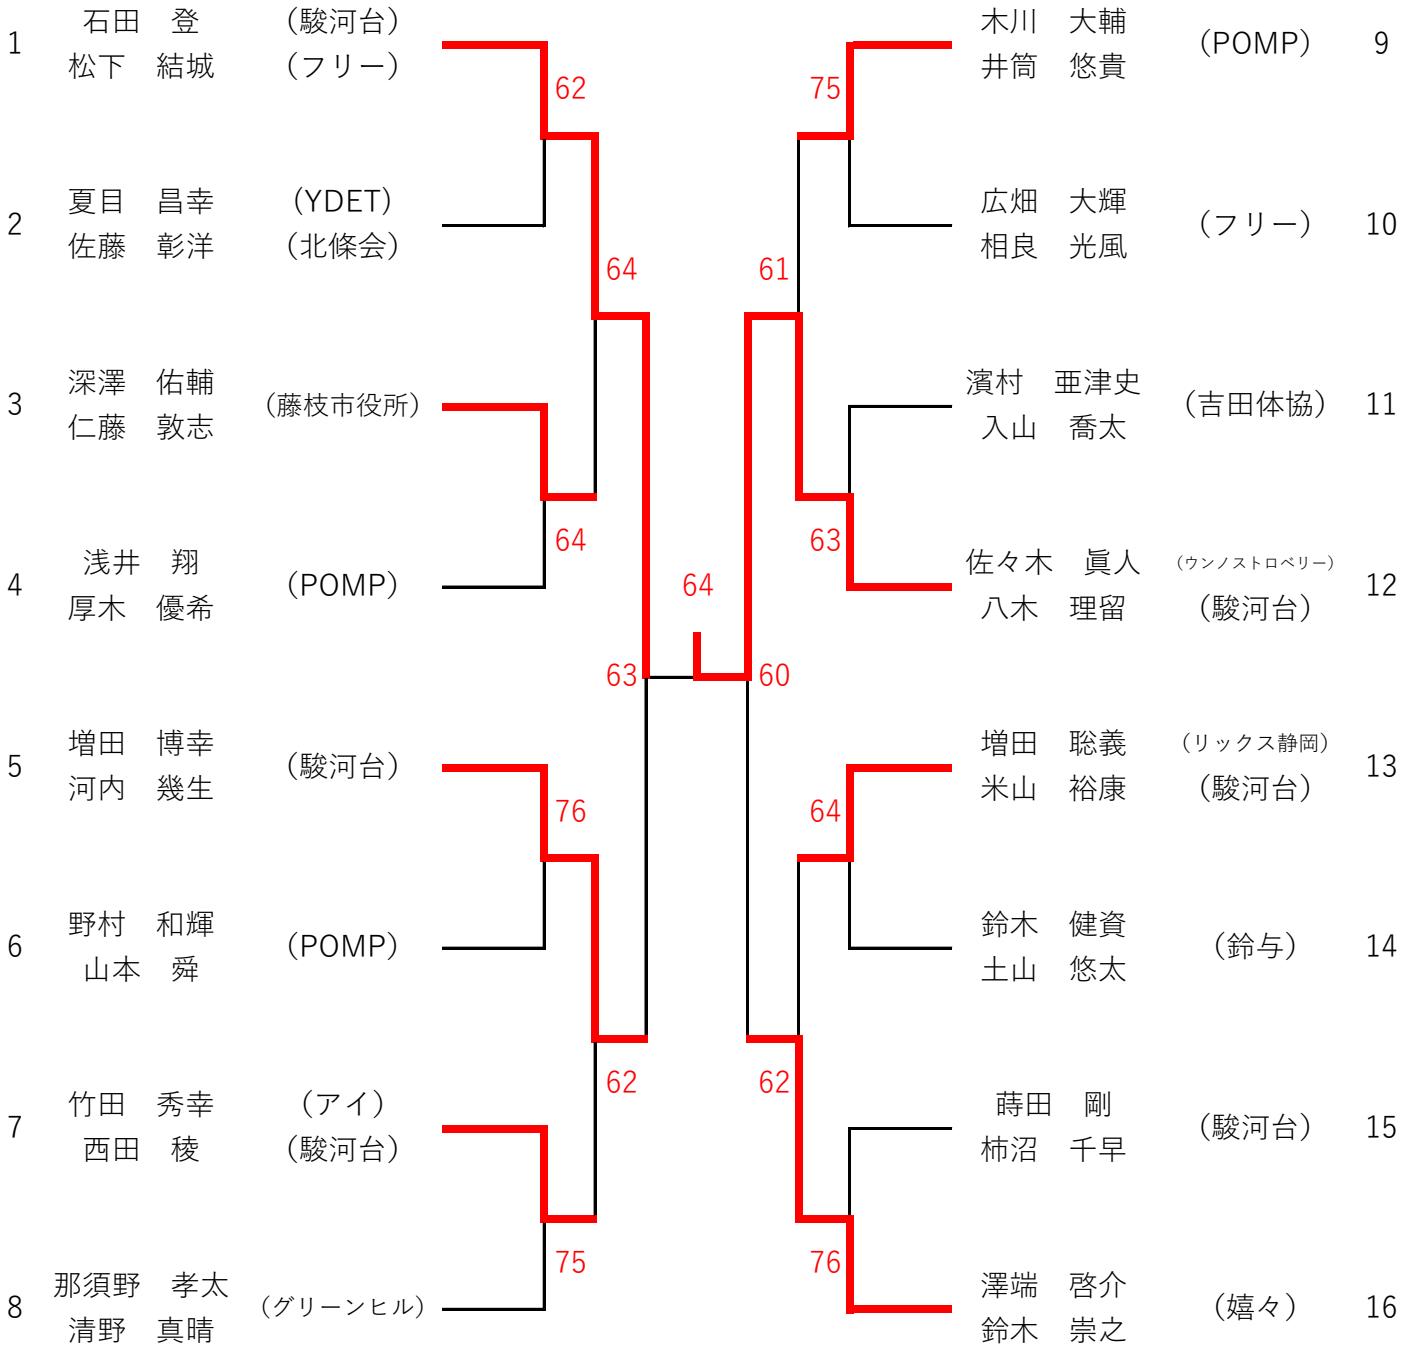 1
石田　登
松下　結城
(駿河台)
(フリー)
2
夏目　昌幸
佐藤　彰洋
(YDET)
(北條会)
3
深澤　佑輔
仁藤　敦志
(藤枝市役所)
4
浅井　翔
厚木　優希
(POMP)
5
増田　博幸
河内　幾生
(駿河台)
6
野村　和輝
山本　舜
(POMP)
7
竹田　秀幸
西田　稜
(アイ)
(駿河台)
8
那須野　孝太
清野　真晴
(グリーンヒル)
62
64
64
63
76
62
75
64
75
61
63
60
64
62
76
木川　大輔
井筒　悠貴
(POMP)
9
広畑　大輝
相良　光風
(フリー)
10
濱村　亜津史
入山　喬太
(吉田体協)
11
佐々木　眞人
八木　理留
(ウンノストロベリー)
(駿河台)
12
増田　聡義
米山　裕康
(リックス静岡)
(駿河台)
13
鈴木　健資
土山　悠太
(鈴与)
14
蒔田　剛
柿沼　千早
(駿河台)
15
澤端　啓介
鈴木　崇之
(嬉々)
16